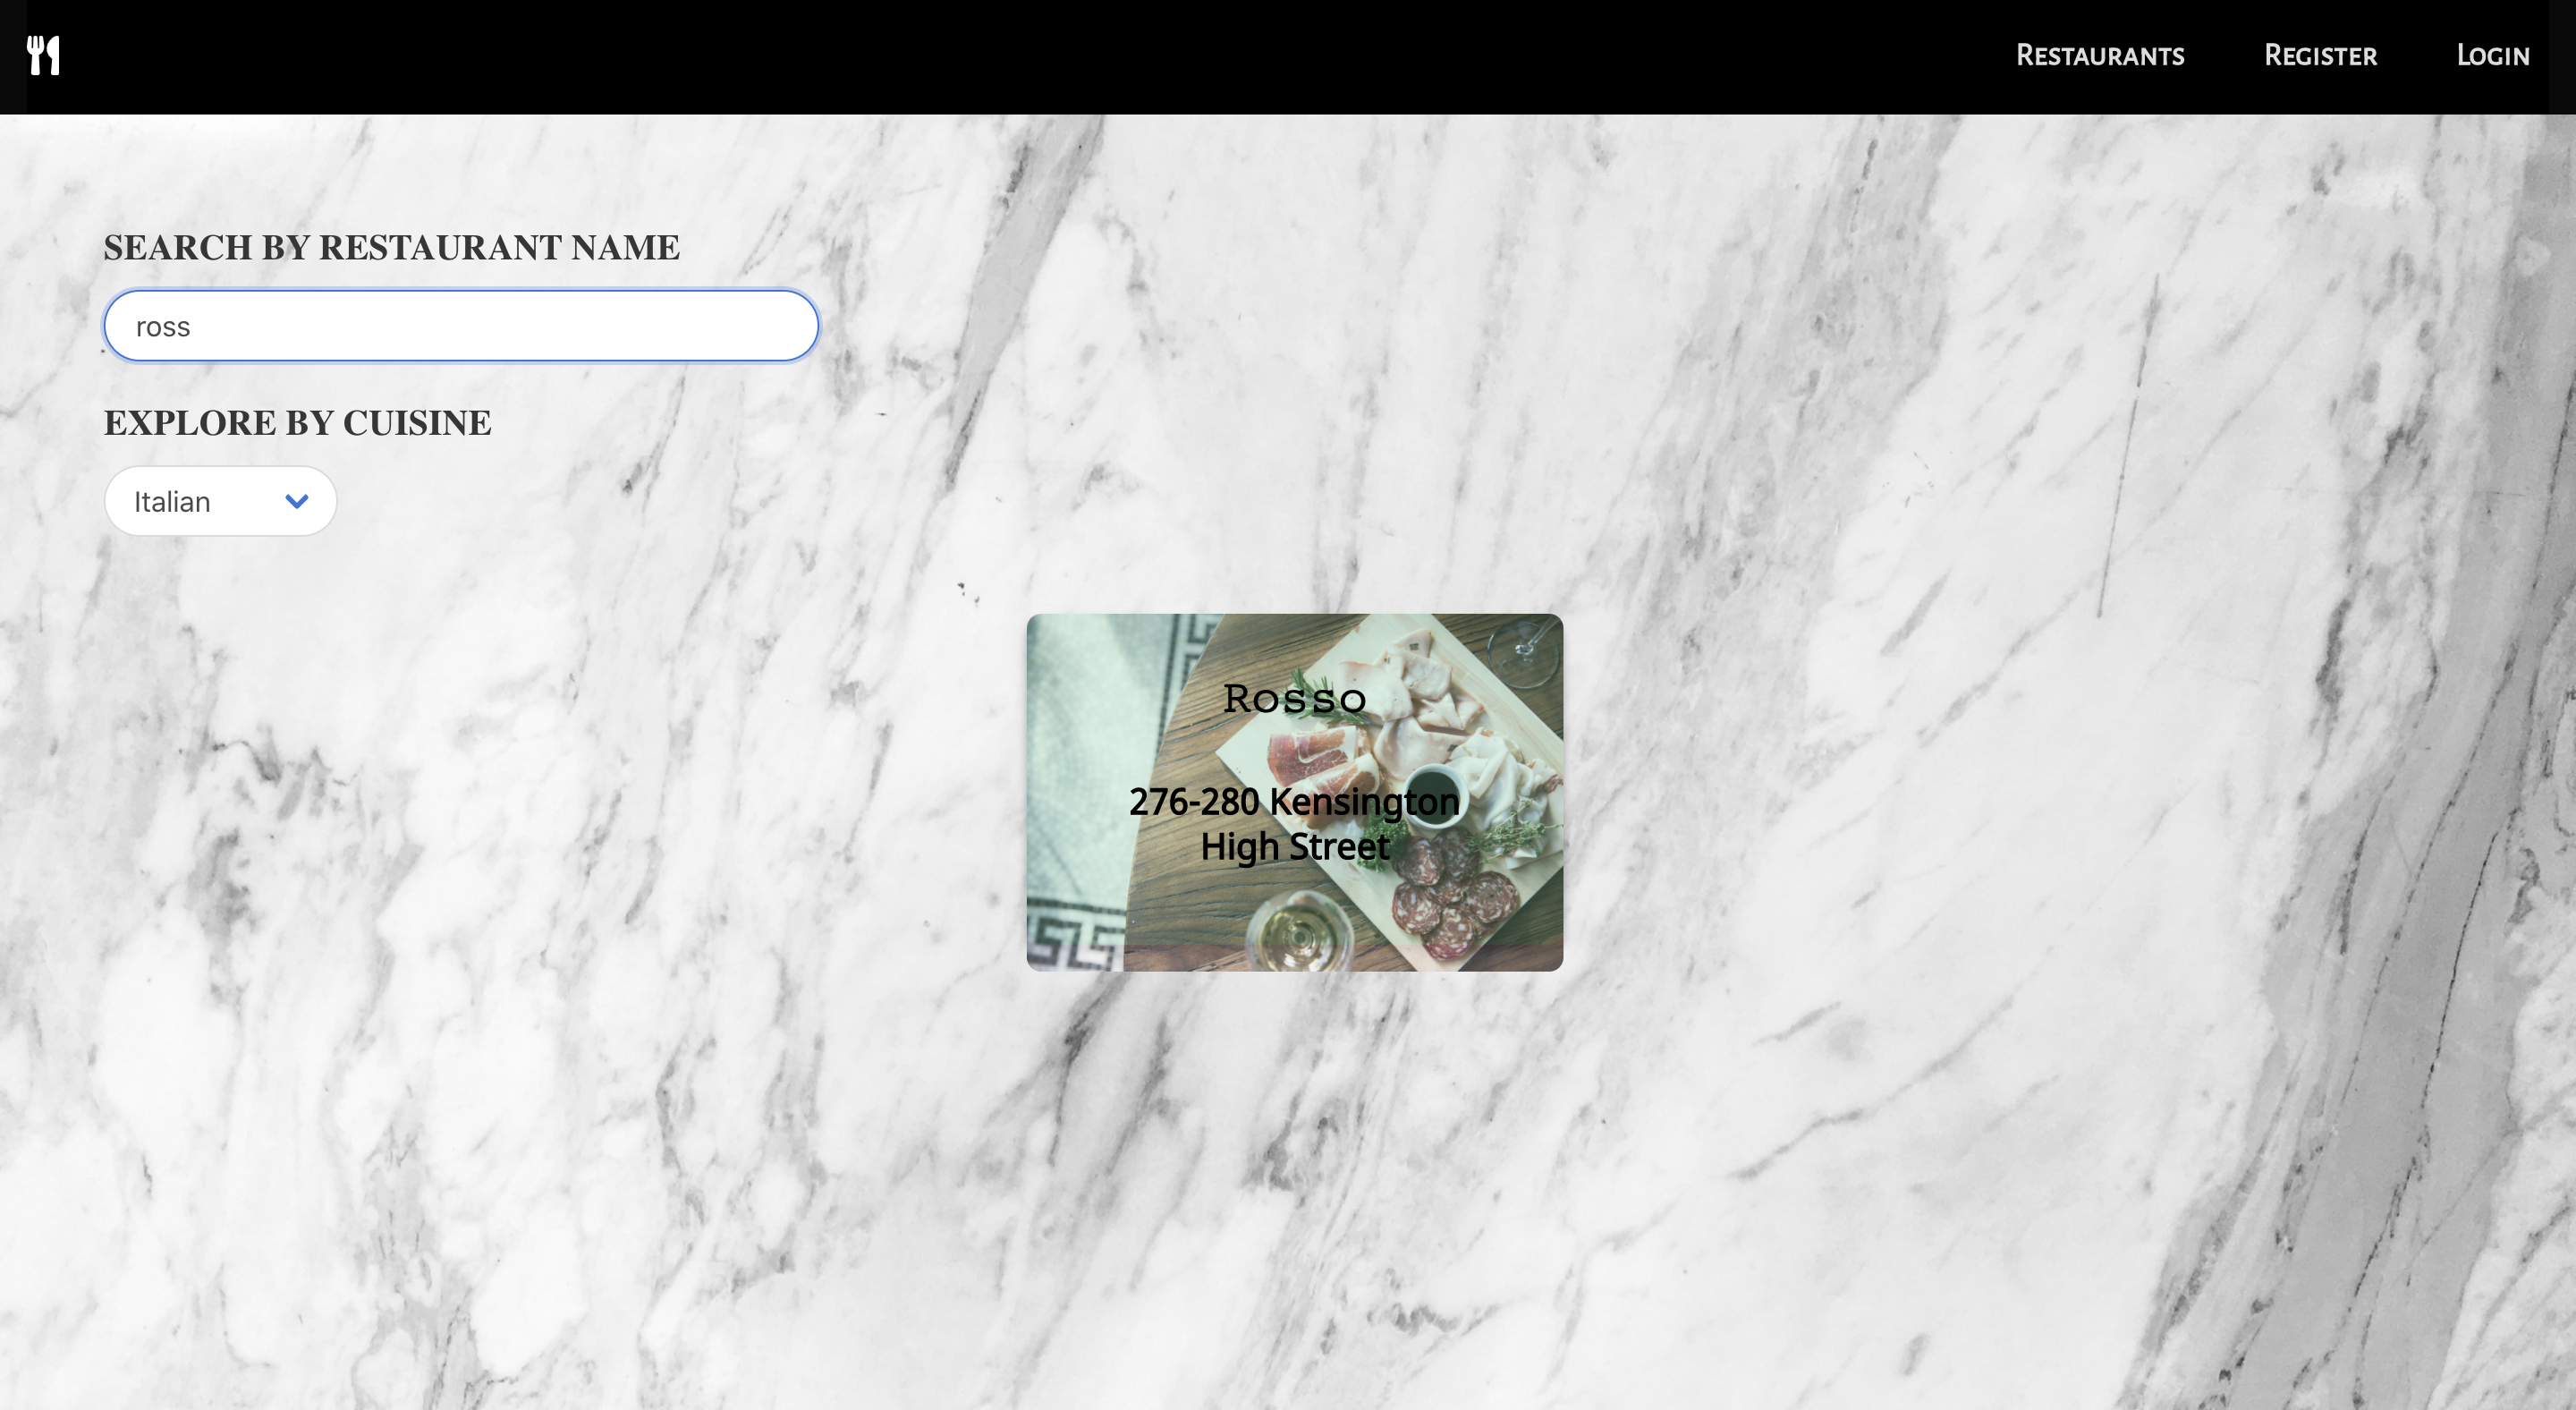 Restaurants Register Login
SEARCH BY RESTAURANT NAME
ross
EXPLORE BY CUISINE
Italian
Rosso
276-280 Kensington
High Street